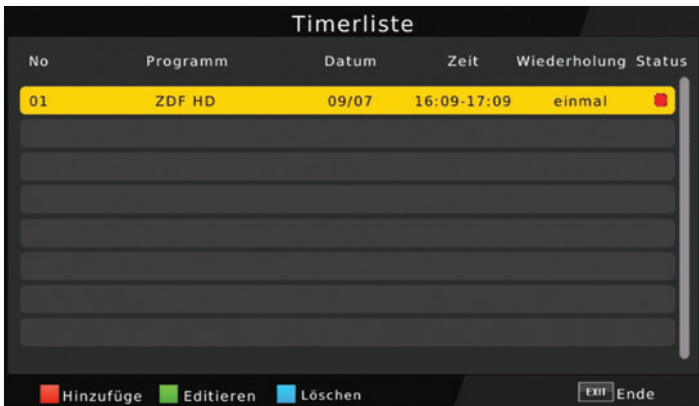 Timerliste
No Programm Datum Zeit Wiederholung Status
01 ZDF HD 09/07 16:09-17:09 einmal
Hinzufüge Editieren Löschen EXIT Ende